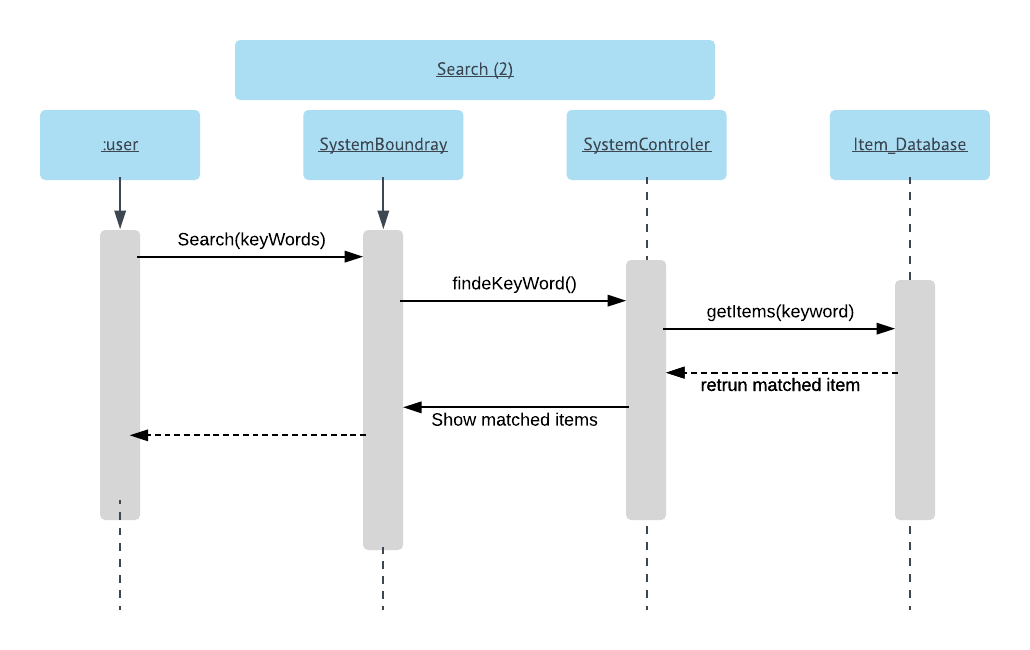 Search (2)
:user
SystemBoundray
SystemControler
Item_Database
Search(keyWords)
findeKeyWord()
getItems(keyword)
retrun matched item
Show matched items